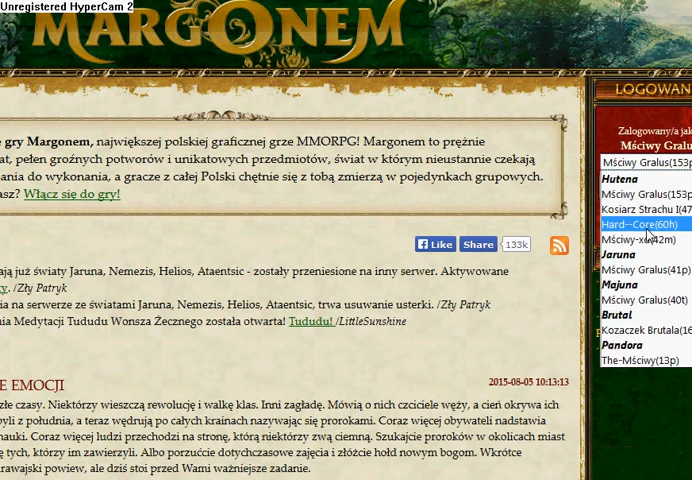 Unregistered HyperCam 2
MARGONEM
LOGOWAN
e gry Margonem, największej polskiej graficznej grze MMORPG! Margonem to prężnie
at, pełen groźnych potworów i unikatowych przedmiotów, świat w którym nieustannie czekają
ania do wykonania, a gracze z całej Polski chętnie się z tobą zmierzą w pojedynkach grupowych.
asz? Włącz się do gry!
Zalogowany/a jak
Mściwy Gralus
Mściwy Gralus(153p
Hutena
Mściwy Gralus(153p
Kosiarz Strachu I(47
Hard--Core(60h)
Mściwy-xd(42m)
Jaruna
Mściwy Gralus(41p)
Majuna
Mściwy Gralus(40t)
Brutal
Kozaczek Brutala(16
Pandora
The-Mściwy(13p)
Like Share 133k
ają już światy Jaruna, Nemezis, Helios, Ataentsic - zostały przeniesione na inny serwer. Aktywowane
y. /Zły Patryk
ia na serwerze ze światami Jaruna, Nemezis, Helios, Ataentsic, trwa usuwanie usterki. /Zły Patryk
nia Medytacji Tududu Wonsza Żecznego została otwarta! Tududu! /LittleSunshine
E EMOCJI
2015-08-05 10:13:13
złe czasy. Niektórzy wieszczą rewolucję i walkę klas. Inni zagładę. Mówią o nich czciciele węży, a cień okrywa ich
byli z południa, a teraz wędrują po całych krainach nazywając się prorokami. Coraz więcej obywateli nadstawia
nauki. Coraz więcej ludzi przechodzi na stronę, którą niektórzy zwą ciemną. Szukajcie proroków w okolicach miast
ę tych, którzy im zawierzyli. Albo porzućcie dotychczasowe zajęcia i złóżcie hołd nowym bogom. Wkrótce
rawajski powiew, ale dziś stoi przed Wami ważniejsze zadanie.